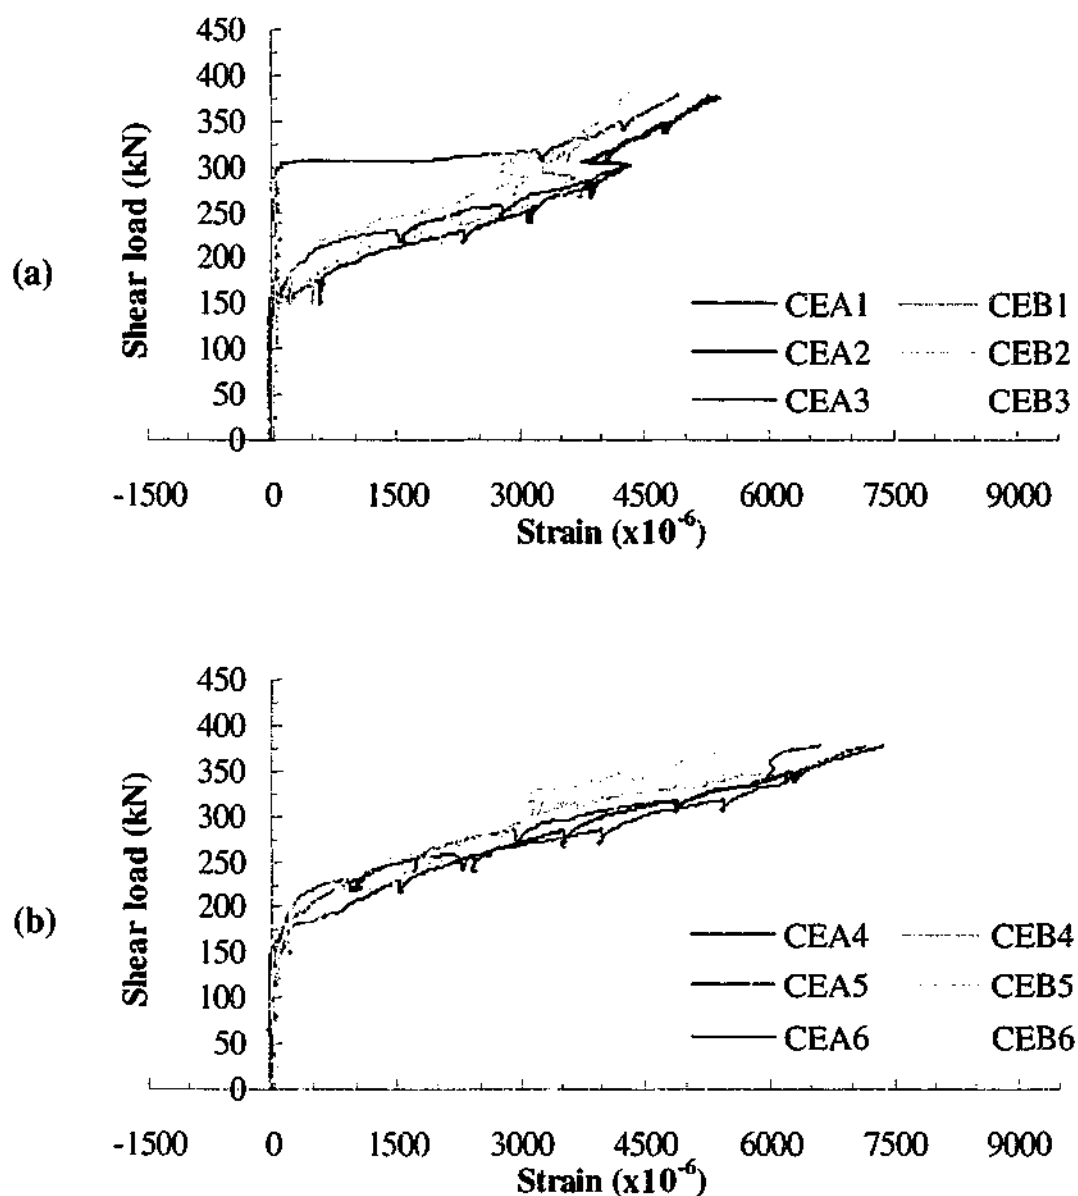 450
400
350
300
250
200
150
100
50
0
Shear load (kN)
(a)
CEA1 CEB1
CEA2 CEB2
CEA3 CEB3
-1500 0 1500 3000 4500 6000 7500 9000
Strain (x10⁻⁶)
450
400
350
300
250
200
150
100
50
0
Shear load (kN)
(b)
CEA4 CEB4
CEA5 CEB5
CEA6 CEB6
-1500 0 1500 3000 4500 6000 7500 9000
Strain (x10⁻⁶)